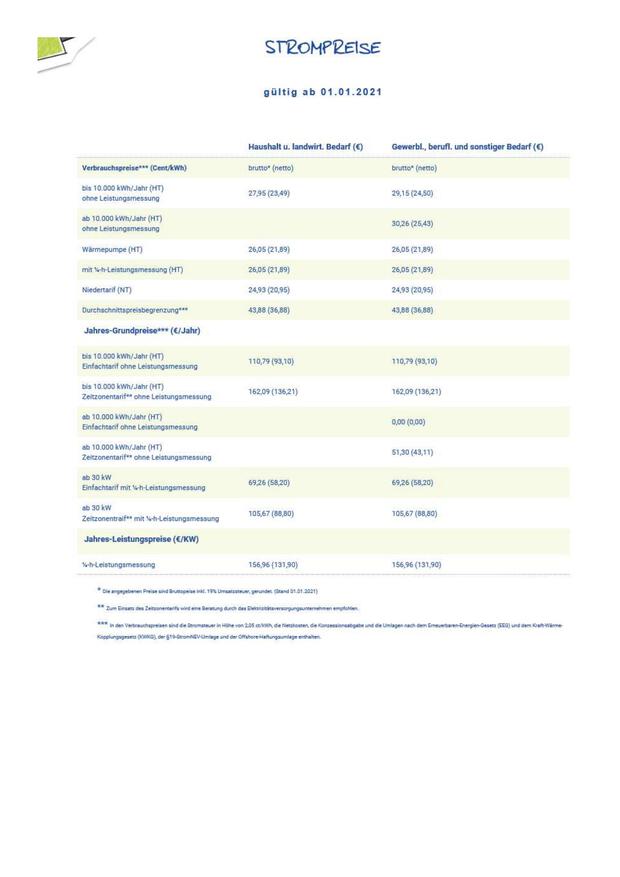 STROMPREISE
gültig ab 01.01.2021
Haushalt u. landwirt. Bedarf (€) Gewerbl., berufl. und sonstiger Bedarf (€)
Verbrauchspreise*** (Cent/kWh) brutto* (netto) brutto* (netto)
bis 10.000 kWh/Jahr (HT)
ohne Leistungsmessung 27,95 (23,49) 29,15 (24,50)
ab 10.000 kWh/Jahr (HT)
ohne Leistungsmessung 30,26 (25,43)
Wärmepumpe (HT) 26,05 (21,89) 26,05 (21,89)
mit ¼-h-Leistungsmessung (HT) 26,05 (21,89) 26,05 (21,89)
Niedertarif (NT) 24,93 (20,95) 24,93 (20,95)
Durchschnittspreisbegrenzung*** 43,88 (36,88) 43,88 (36,88)
Jahres-Grundpreise*** (€/Jahr)
bis 10.000 kWh/Jahr (HT)
Einfachtarif ohne Leistungsmessung 110,79 (93,10) 110,79 (93,10)
bis 10.000 kWh/Jahr (HT)
Zeitzonentarif** ohne Leistungsmessung 162,09 (136,21) 162,09 (136,21)
ab 10.000 kWh/Jahr (HT)
Einfachtarif ohne Leistungsmessung 0,00 (0,00)
ab 10.000 kWh/Jahr (HT)
Zeitzonentarif** ohne Leistungsmessung 51,30 (43,11)
ab 30 kW
Einfachtarif mit ¼-h-Leistungsmessung 69,26 (58,20) 69,26 (58,20)
ab 30 kW
Zeitzonentraif** mit ¼-h-Leistungsmessung 105,67 (88,80) 105,67 (88,80)
Jahres-Leistungspreise (€/KW)
¼-h-Leistungsmessung 156,96 (131,90) 156,96 (131,90)
* Die angegebenen Preise sind Bruttopeise inkl. 19% Umsatzsteuer, gerundet. (Stand 01.01.2021)
** Zum Einsatz des Zeitzonentarifs wird eine Beratung durch das Elektrizitätsversorgungsunternehmen empfohlen.
*** In den Verbrauchspreisen sind die Stromsteuer in Höhe von 2,05 ct/kWh, die Netzkosten, die Konzessionsabgabe und die Umlagen nach dem Erneuerbaren-Energien-Gesetz (EEG) und dem Kraft-Wärme-
Kopplungsgesetz (KWKG), der §19-StromNEV-Umlage und der Offshore-Haftungsumlage enthalten.